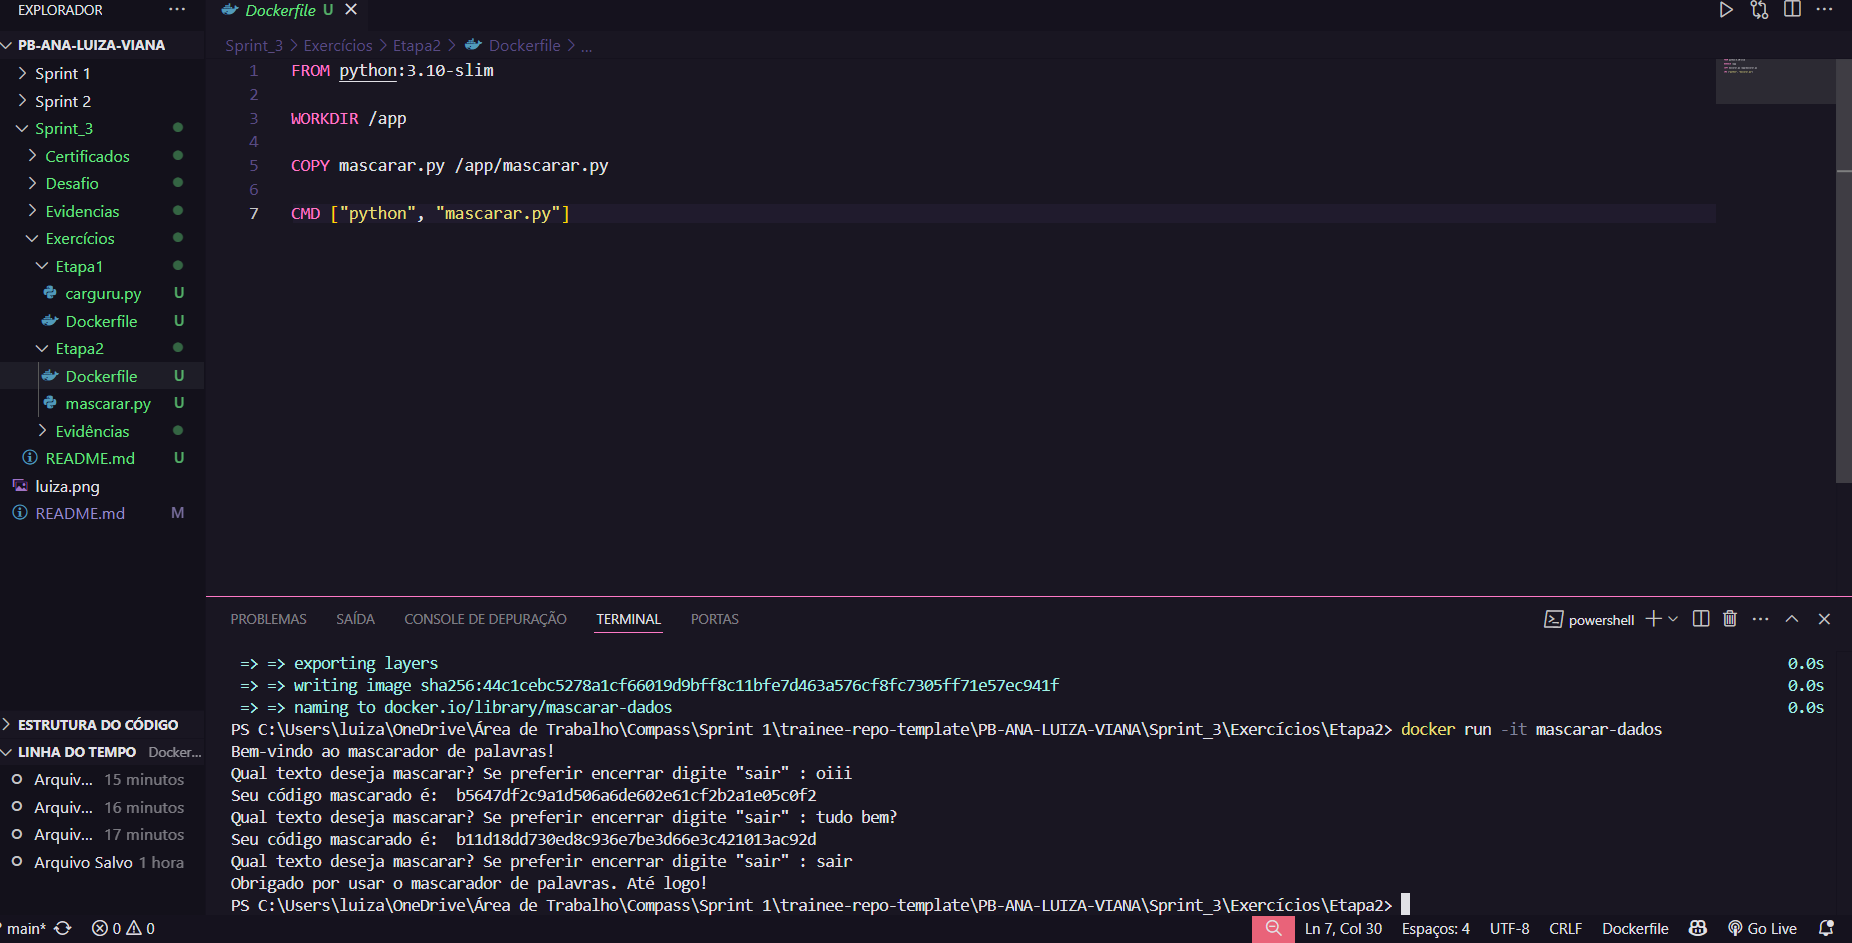 EXPLORADOR
PB-ANA-LUIZA-VIANA
Sprint 1
Sprint 2
Sprint_3
Certificados
Desafio
Evidencias
Exercícios
Etapa1
carguru.py U
Dockerfile U
Etapa2
Dockerfile U
mascarar.py U
Evidências
README.md U
luiza.png
README.md M
ESTRUTURA DO CÓDIGO
LINHA DO TEMPO Docker...
Arquiv... 15 minutos
Arquiv... 16 minutos
Arquiv... 17 minutos
Arquivo Salvo 1 hora
Dockerfile U
Sprint_3 > Exercícios > Etapa2 > Dockerfile > ...
1 FROM python:3.10-slim
2
3 WORKDIR /app
4
5 COPY mascarar.py /app/mascarar.py
6
7 CMD ["python", "mascarar.py"]
PROBLEMAS SAÍDA CONSOLE DE DEPURAÇÃO TERMINAL PORTAS
powershell
=> => exporting layers 0.0s
=> => writing image sha256:44c1cebc5278a1cf66019d9bff8c11bfe7d463a576cf8fc7305ff71e57ec941f 0.0s
=> => naming to docker.io/library/mascarar-dados 0.0s
PS C:\Users\luiza\OneDrive\Área de Trabalho\Compass\Sprint 1\trainee-repo-template\PB-ANA-LUIZA-VIANA\Sprint_3\Exercícios\Etapa2> docker run -it mascarar-dados
Bem-vindo ao mascarador de palavras!
Qual texto deseja mascarar? Se preferir encerrar digite "sair" : oiii
Seu código mascarado é:  b5647df2c9a1d506a6de602e61cf2b2a1e05c0f2
Qual texto deseja mascarar? Se preferir encerrar digite "sair" : tudo bem?
Seu código mascarado é:  b11d18dd730ed8c936e7be3d66e3c421013ac92d
Qual texto deseja mascarar? Se preferir encerrar digite "sair" : sair
Obrigado por usar o mascarador de palavras. Até logo!
PS C:\Users\luiza\OneDrive\Área de Trabalho\Compass\Sprint 1\trainee-repo-template\PB-ANA-LUIZA-VIANA\Sprint_3\Exercícios\Etapa2>
main* 0 0 Ln 7, Col 30 Espaços: 4 UTF-8 CRLF Dockerfile Go Live